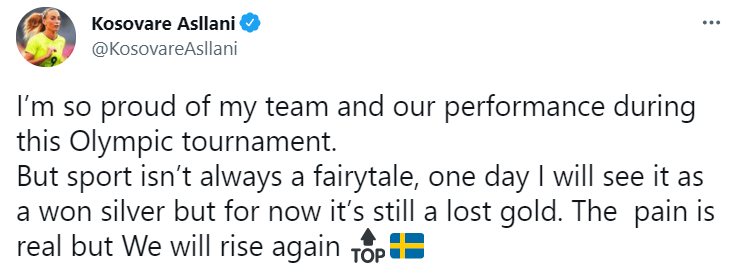 Kosovare Asllani
@KosovareAsllani
I'm so proud of my team and our performance during
this Olympic tournament.
But sport isn't always a fairytale, one day I will see it as
a won silver but for now it's still a lost gold. The  pain is
real but We will rise again 🔝🇸🇪